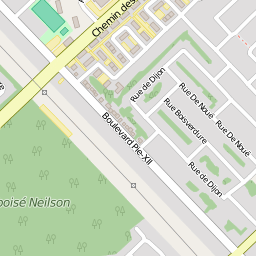 Chemin des
Rue de Dijon
Rue De Noué
Rue Boisverdure
Rue De Noué
Boulevard Pie-XII
Rue de Dijon
oisé Neilson